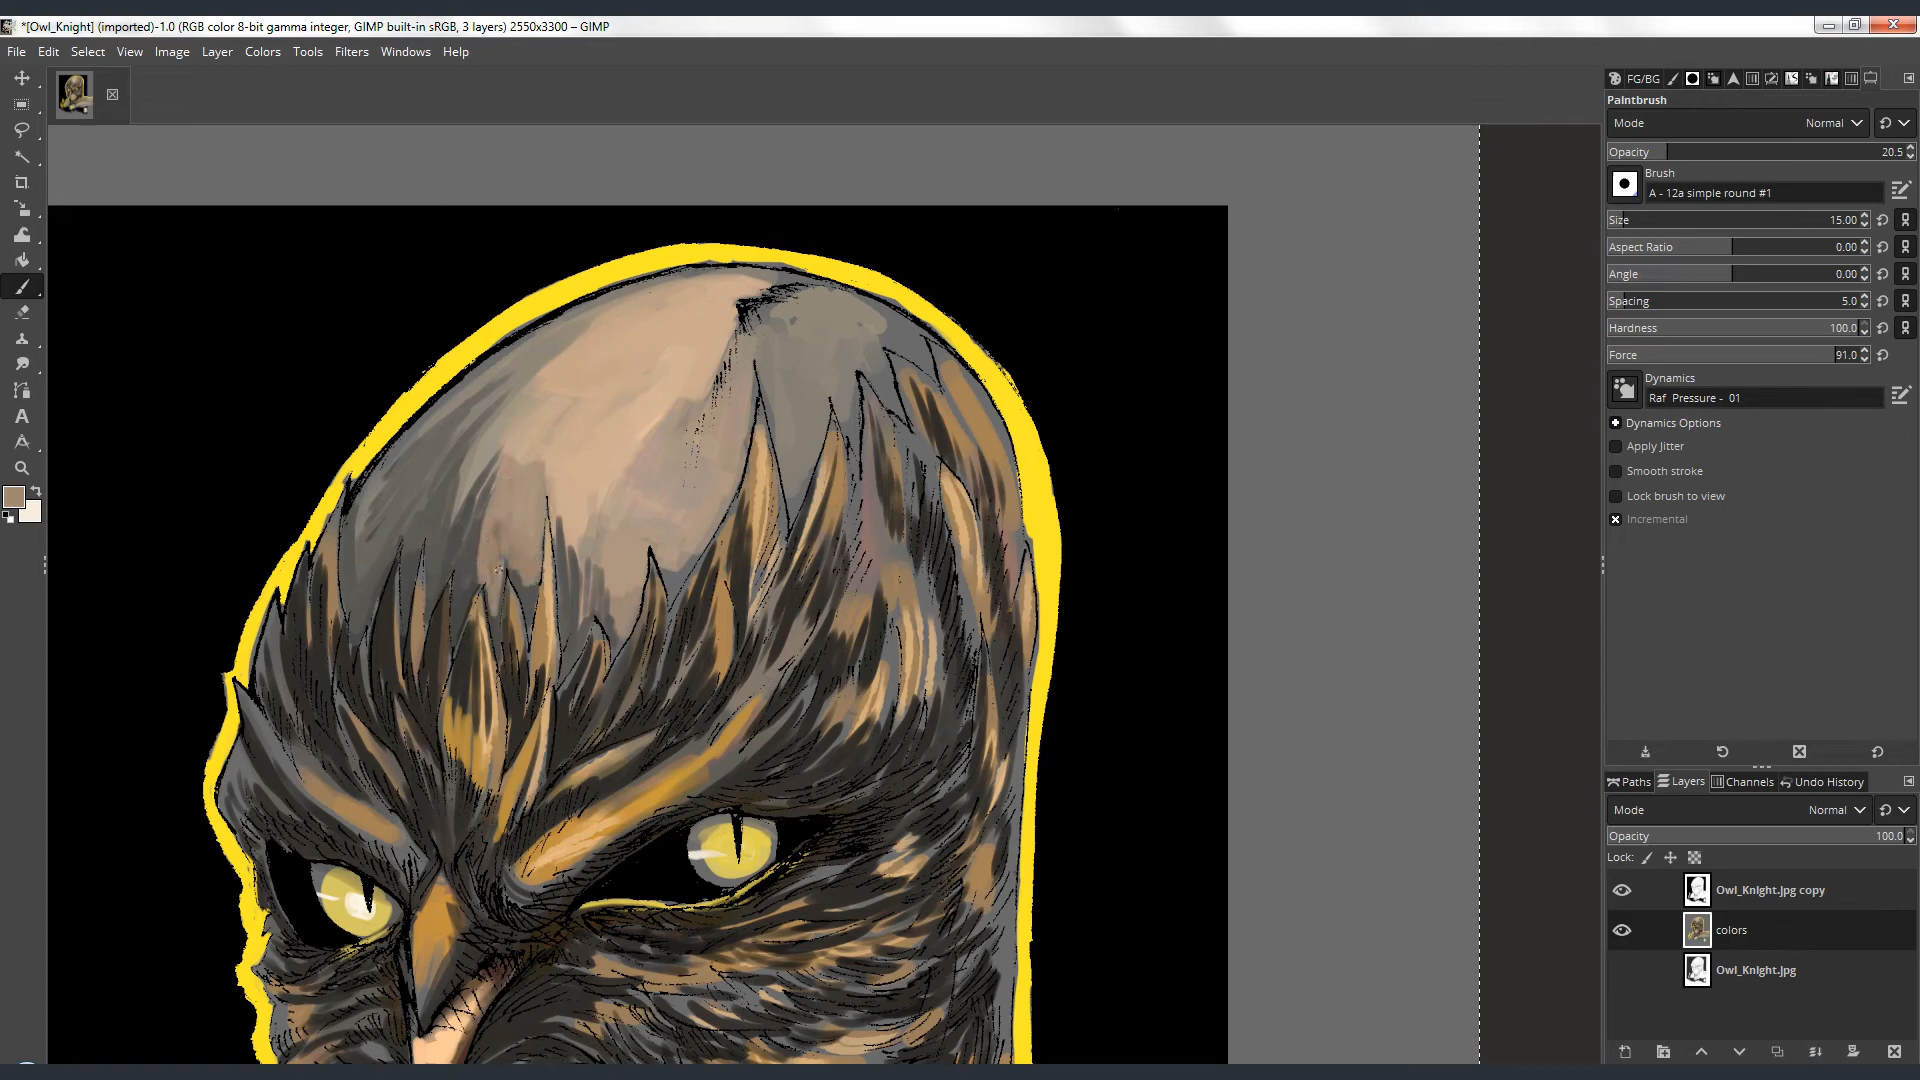 *[Owl_Knight] (imported)-1.0 (RGB color 8-bit gamma integer, GIMP built-in sRGB, 3 layers) 2550x3300 – GIMP
File Edit Select View Image Layer Colors Tools Filters Windows Help
FG/BG
Paintbrush
Mode Normal
Opacity 20.5
Brush
A - 12a simple round #1
Size 15.00
Aspect Ratio 0.00
Angle 0.00
Spacing 5.0
Hardness 100.0
Force 91.0
Dynamics
Raf Pressure - 01
Dynamics Options
Apply Jitter
Smooth stroke
Lock brush to view
Incremental
Paths Layers Channels Undo History
Mode Normal
Opacity 100.0
Lock:
Owl_Knight.jpg copy
colors
Owl_Knight.jpg